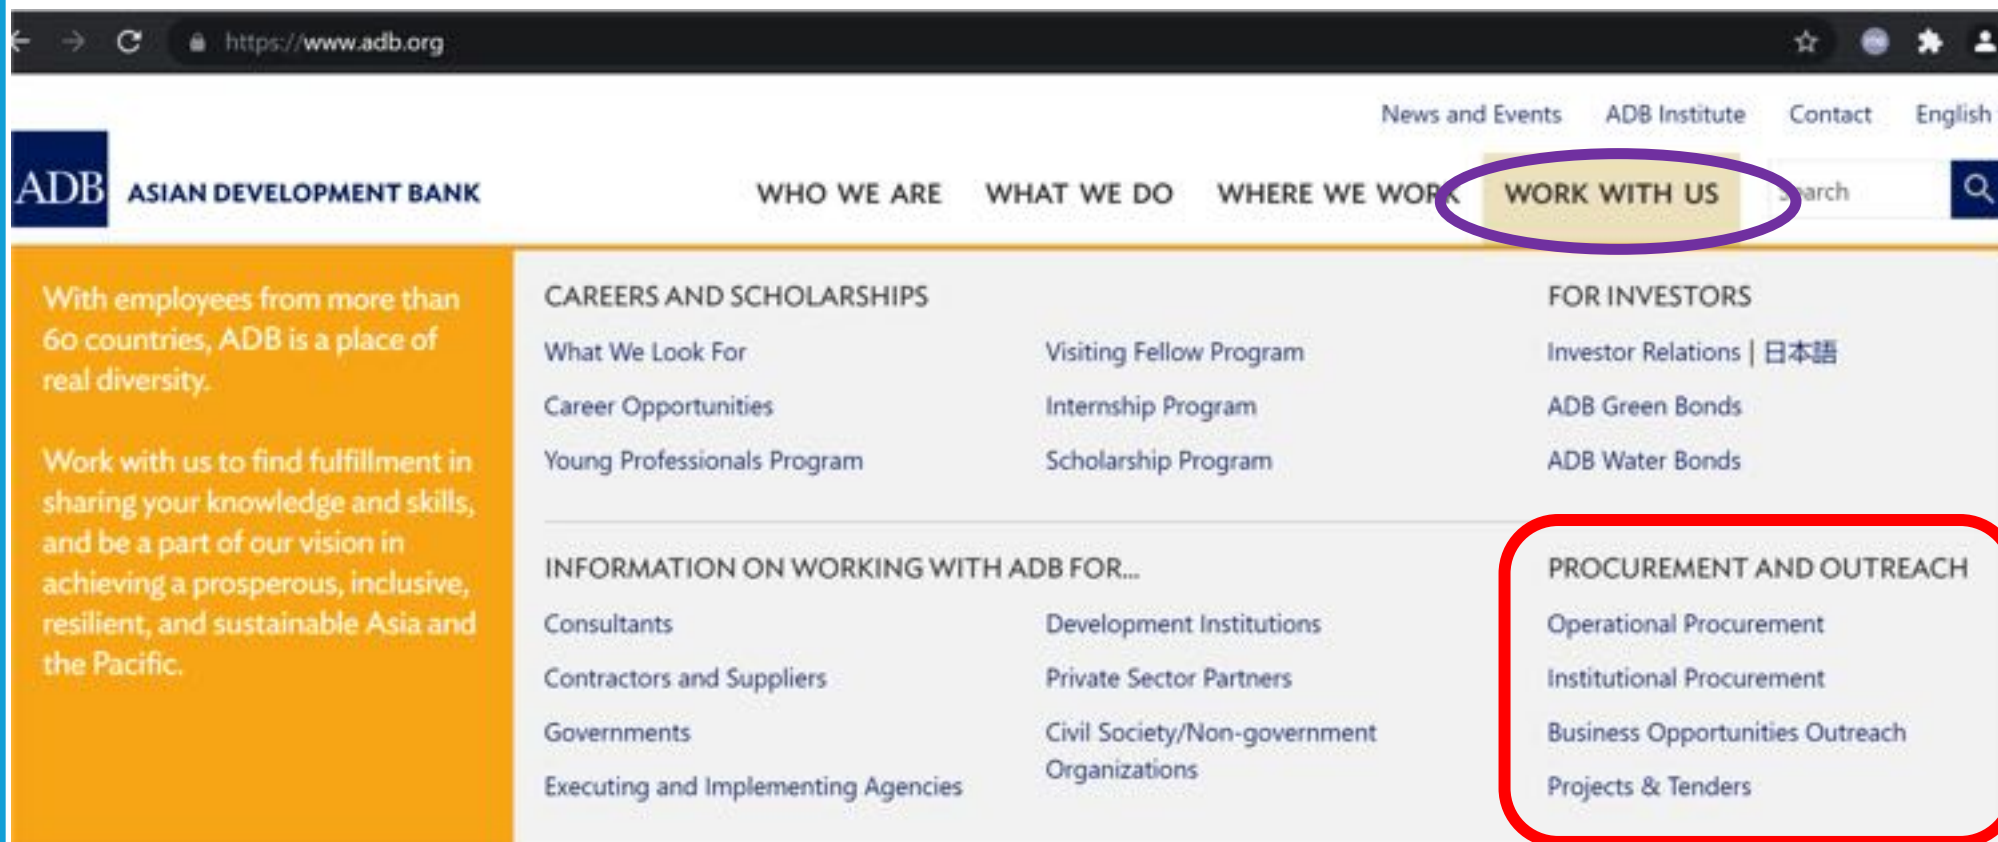 https://www.adb.org
News and Events ADB Institute Contact English
ADB ASIAN DEVELOPMENT BANK
WHO WE ARE WHAT WE DO WHERE WE WORK WORK WITH US Search
With employees from more than
60 countries, ADB is a place of
real diversity.
Work with us to find fulfillment in
sharing your knowledge and skills,
and be a part of our vision in
achieving a prosperous, inclusive,
resilient, and sustainable Asia and
the Pacific.
CAREERS AND SCHOLARSHIPS
What We Look For
Career Opportunities
Young Professionals Program
Visiting Fellow Program
Internship Program
Scholarship Program
FOR INVESTORS
Investor Relations | 日本語
ADB Green Bonds
ADB Water Bonds
INFORMATION ON WORKING WITH ADB FOR...
Consultants
Contractors and Suppliers
Governments
Executing and Implementing Agencies
Development Institutions
Private Sector Partners
Civil Society/Non-government
Organizations
PROCUREMENT AND OUTREACH
Operational Procurement
Institutional Procurement
Business Opportunities Outreach
Projects & Tenders